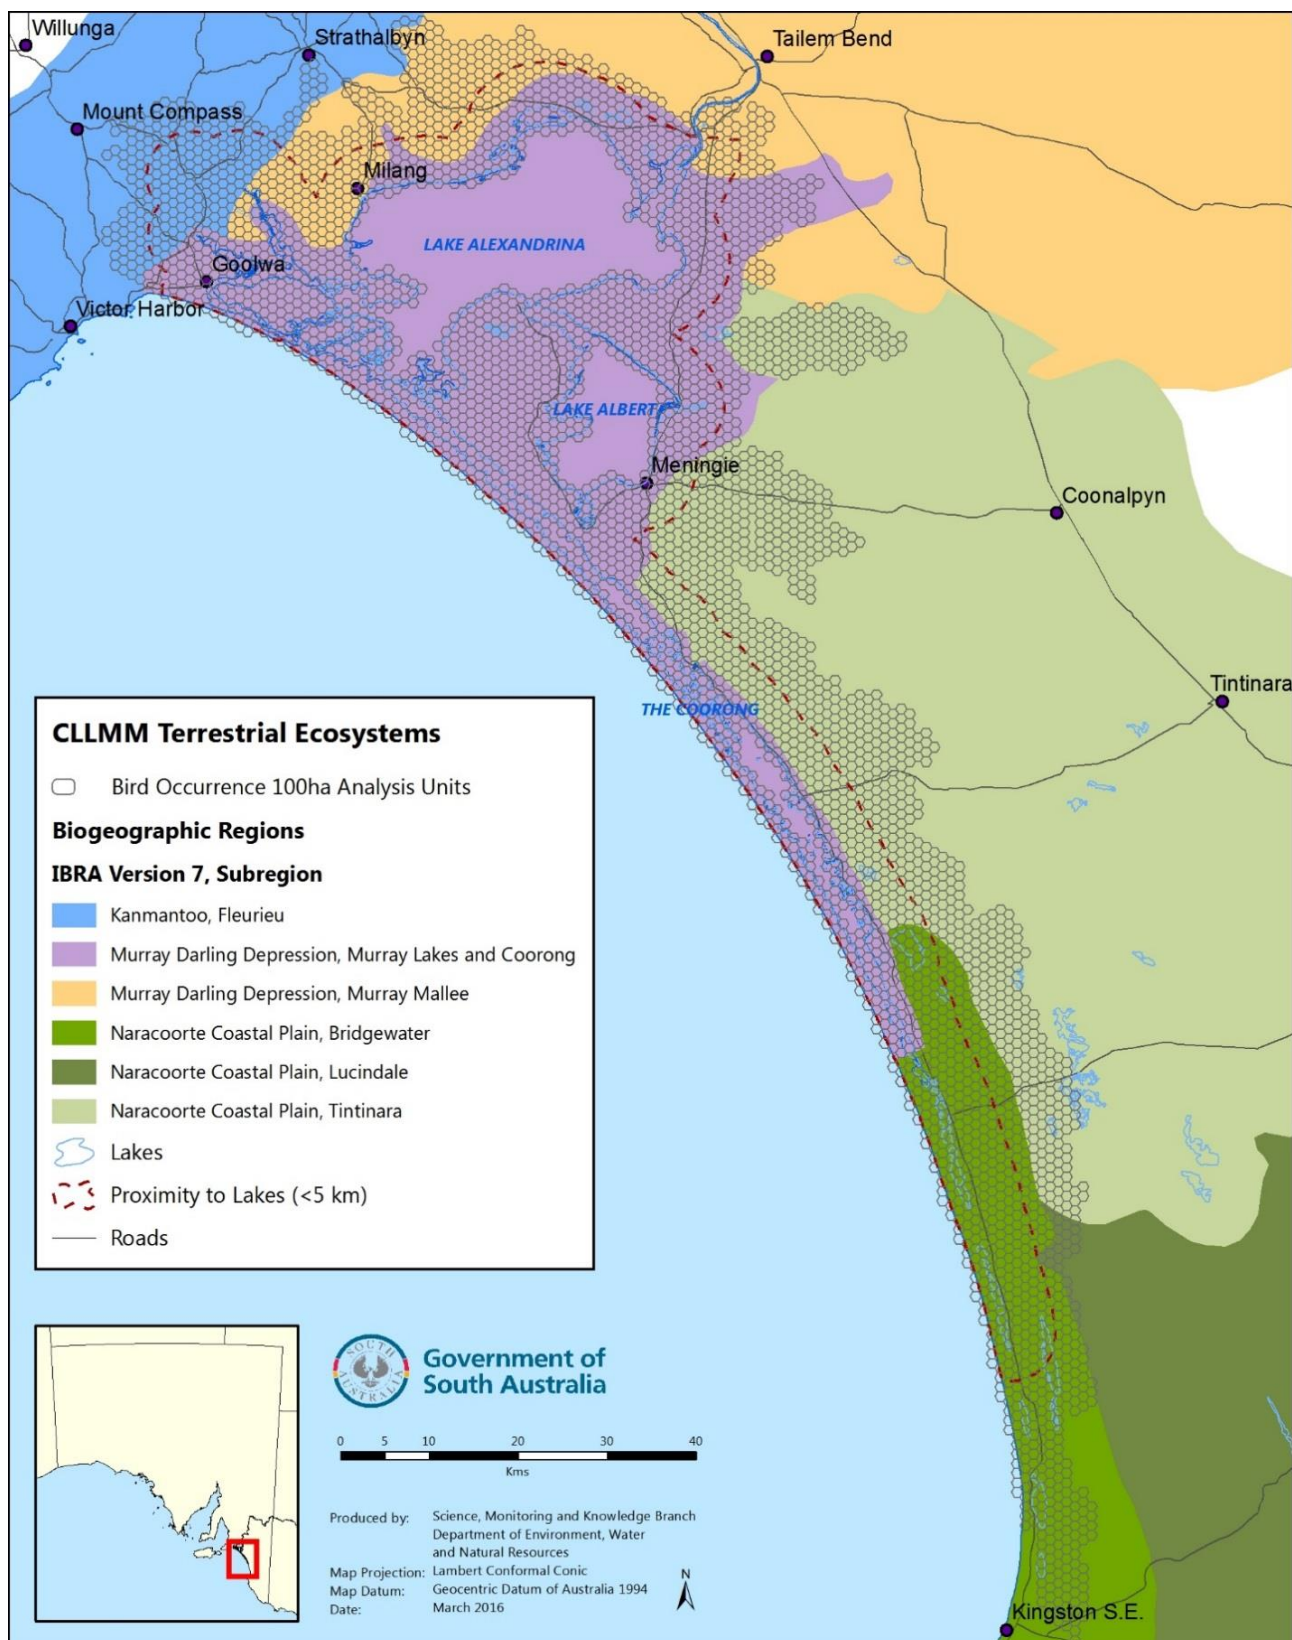 Willunga
Strathalbyn
Tailem Bend
Mount Compass
Milang
LAKE ALEXANDRINA
Goolwa
Victor Harbor
LAKE ALBERT
Meningie
Coonalpyn
Tintinara
THE COORONG
CLLMM Terrestrial Ecosystems
Bird Occurrence 100ha Analysis Units
Biogeographic Regions
IBRA Version 7, Subregion
Kanmantoo, Fleurieu
Murray Darling Depression, Murray Lakes and Coorong
Murray Darling Depression, Murray Mallee
Naracoorte Coastal Plain, Bridgewater
Naracoorte Coastal Plain, Lucindale
Naracoorte Coastal Plain, Tintinara
Lakes
Proximity to Lakes (<5 km)
Roads
SOUTH
AUSTRALIA
Government of
South Australia
0 5 10 20 30 40
Kms
Produced by: Science, Monitoring and Knowledge Branch
Department of Environment, Water
and Natural Resources
Map Projection: Lambert Conformal Conic
Map Datum: Geocentric Datum of Australia 1994
Date: March 2016
N
Kingston S.E.